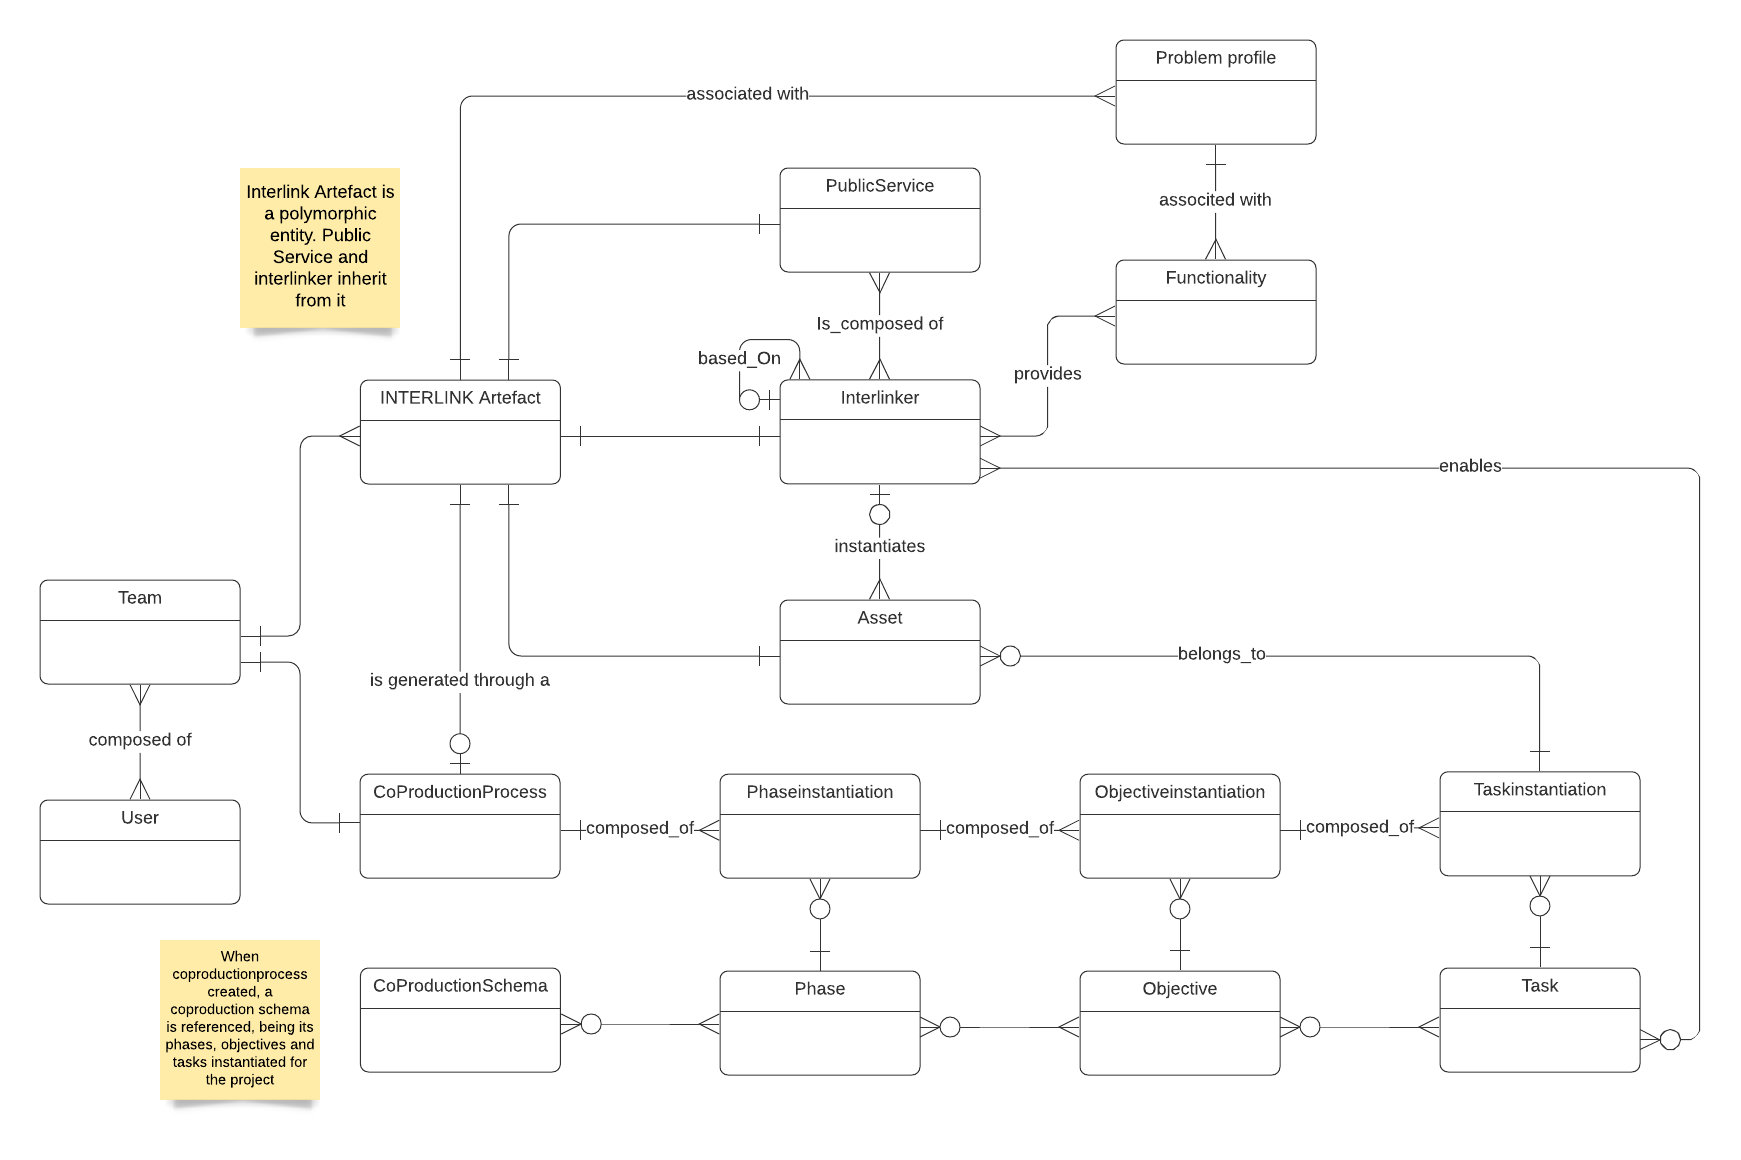 Problem profile
associated with
PublicService
Interlink Artefact is
a polymorphic
entity. Public
Service and
interlinker inherit
from it
associted with
Functionality
Is_composed of
based_On
provides
INTERLINK Artefact
Interlinker
enables
instantiates
Team
Asset
belongs_to
is generated through a
composed of
CoProductionProcess
Phaseinstantiation
Objectiveinstantiation
Taskinstantiation
User
composed_of
composed_of
composed_of
When
coproductionprocess
created, a
coproduction schema
is referenced, being its
phases, objectives and
tasks instantiated for
the project
CoProductionSchema
Phase
Objective
Task